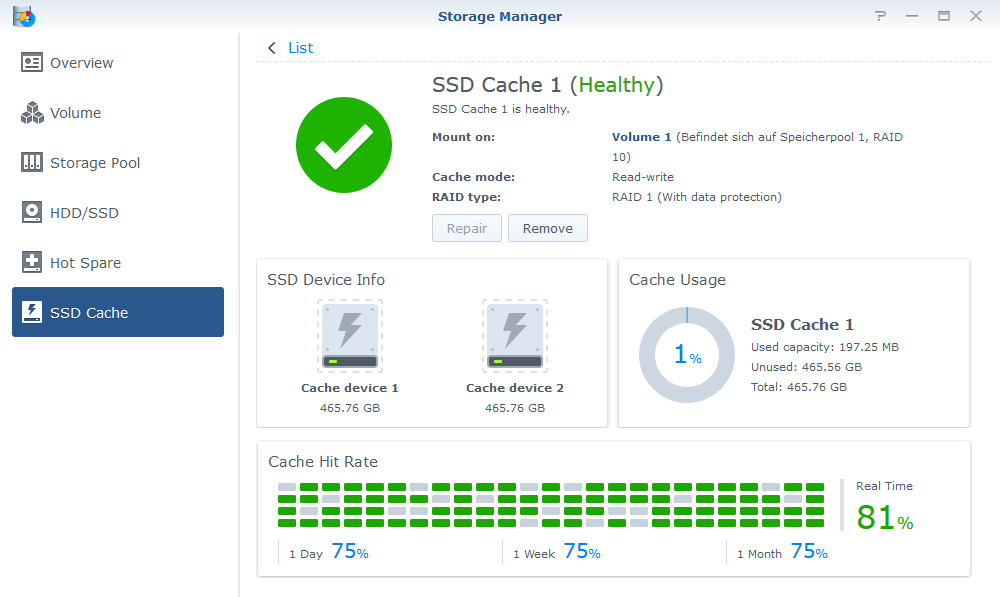 Storage Manager
Overview
Volume
Storage Pool
HDD/SSD
Hot Spare
SSD Cache
List
SSD Cache 1 (Healthy)
SSD Cache 1 is healthy.
Mount on: Volume 1 (Befindet sich auf Speicherpool 1, RAID
10)
Cache mode: Read-write
RAID type: RAID 1 (With data protection)
Repair Remove
SSD Device Info
Cache device 1 Cache device 2
465.76 GB 465.76 GB
Cache Usage
1%
SSD Cache 1
Used capacity: 197.25 MB
Unused: 465.56 GB
Total: 465.76 GB
Cache Hit Rate
Real Time
81%
1 Day 75% 1 Week 75% 1 Month 75%